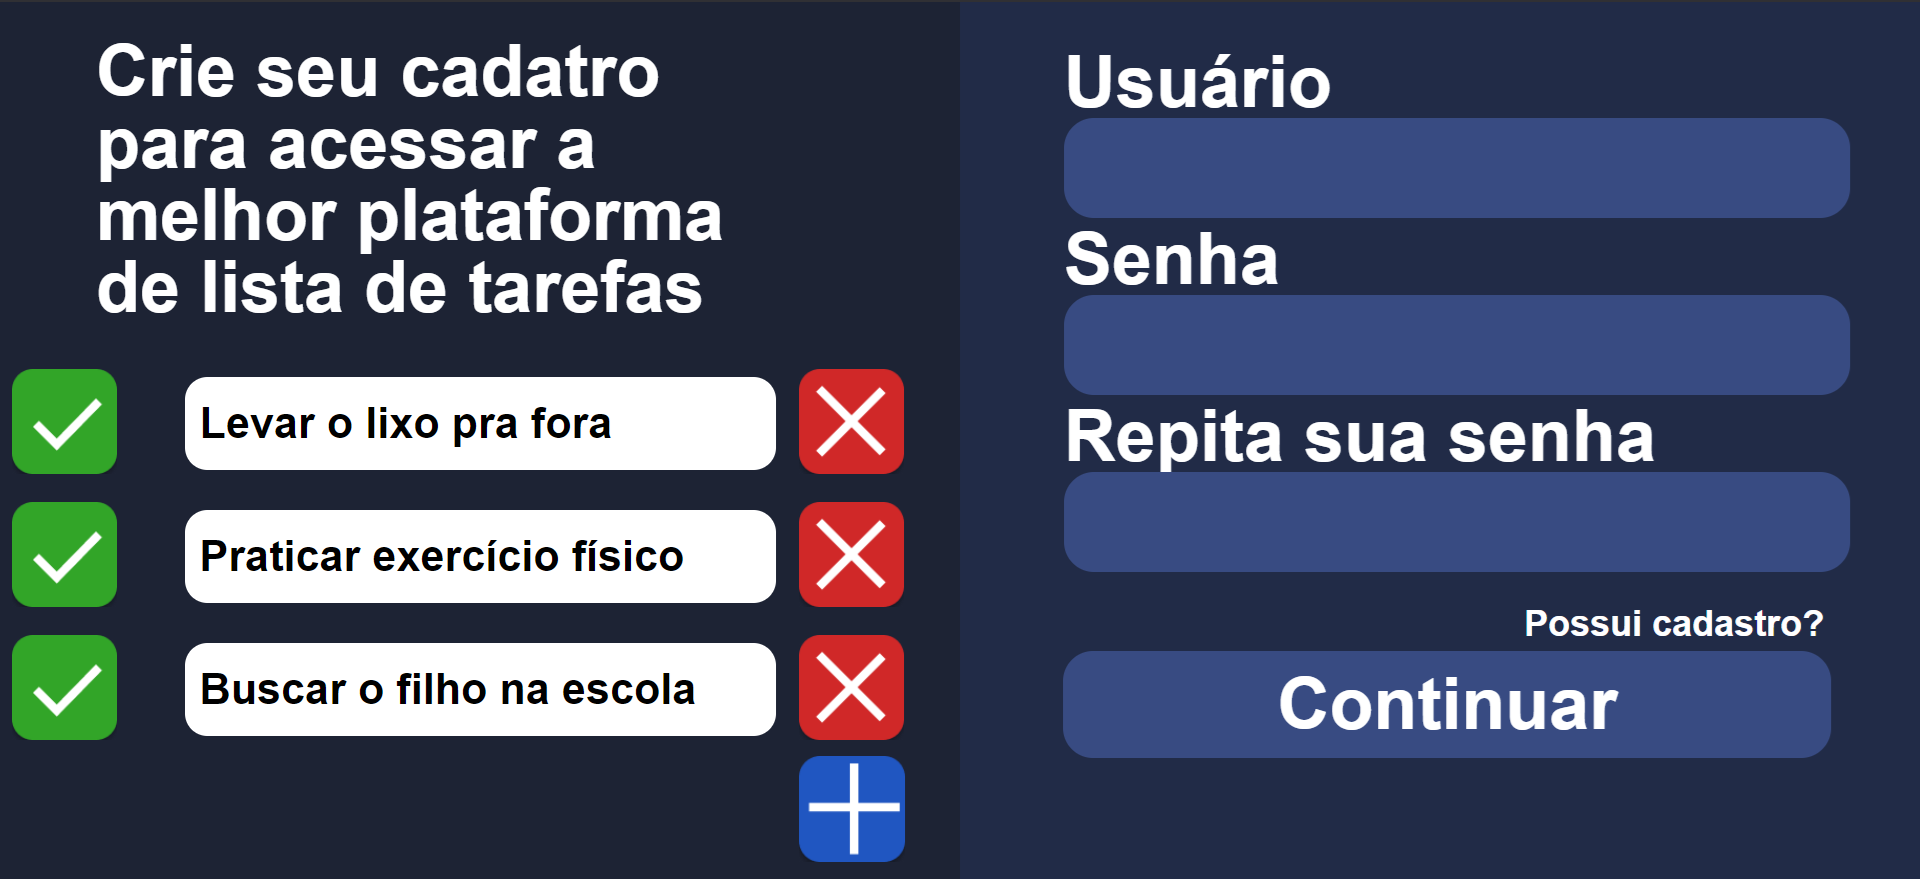 Crie seu cadatro
para acessar a
melhor plataforma
de lista de tarefas
Levar o lixo pra fora
Praticar exercício físico
Buscar o filho na escola
Usuário
Senha
Repita sua senha
Possui cadastro?
Continuar